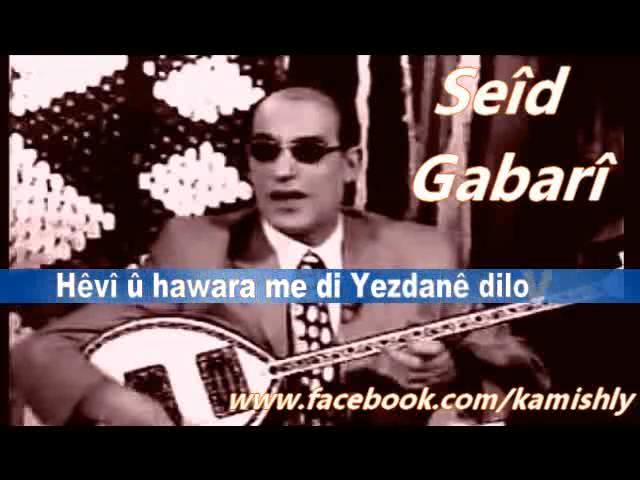 Seîd
Gabarî
Hêvî û hawara me di Yezdanê dilo
www.facebook.com/kamishly